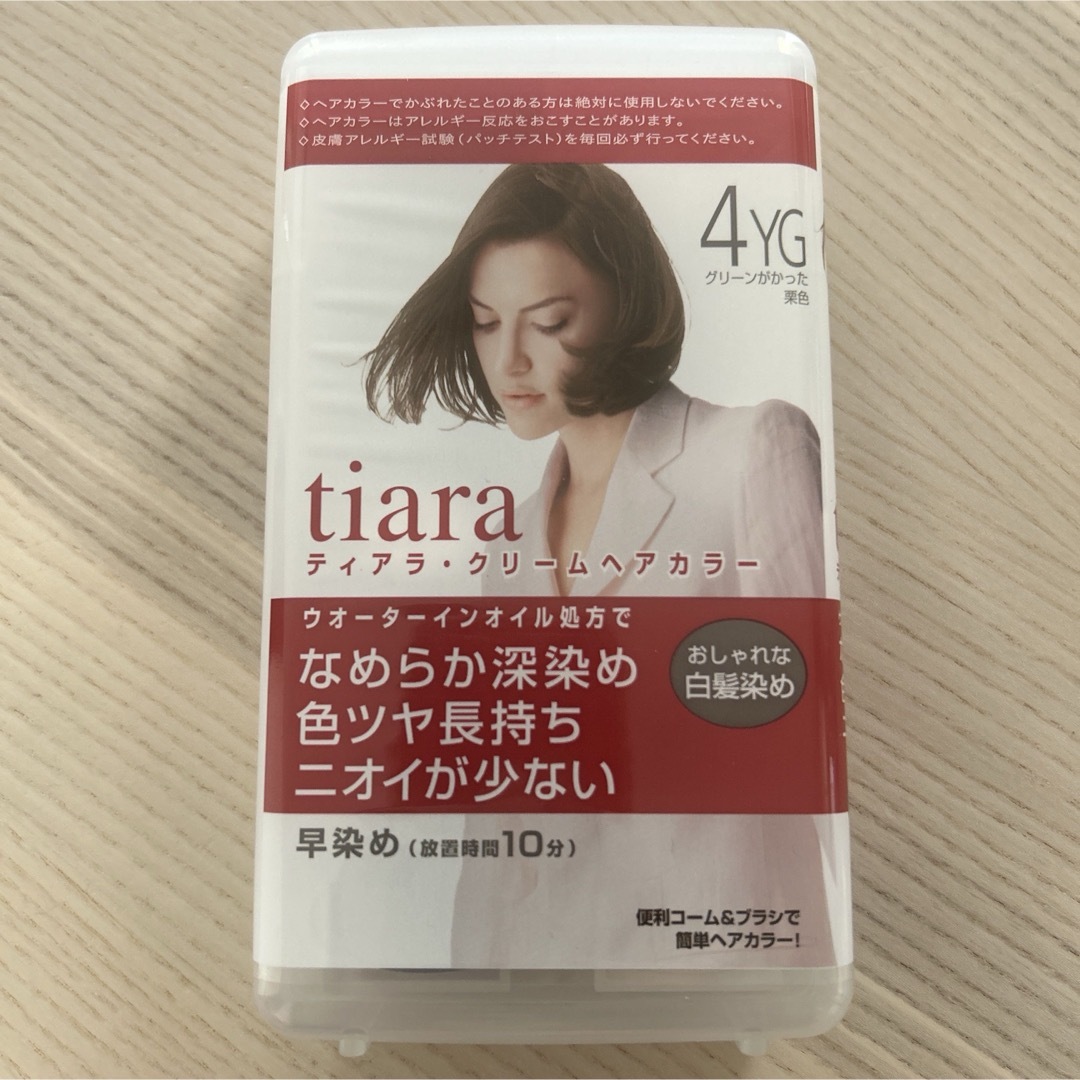 ◇ヘアカラーでかぶれたことのある方は絶対に使用しないでください。
◇ヘアカラーはアレルギー反応をおこすことがあります。
◇皮膚アレルギー試験(パッチテスト)を毎回必ず行ってください。
4YG
グリーンがかった
栗色
tiara
ティアラ・クリームヘアカラー
ウオーターインオイル処方で
なめらか深染め
色ツヤ長持ち
ニオイが少ない
おしゃれな
白髪染め
早染め(放置時間10分)
便利コーム&ブラシで
簡単ヘアカラー!